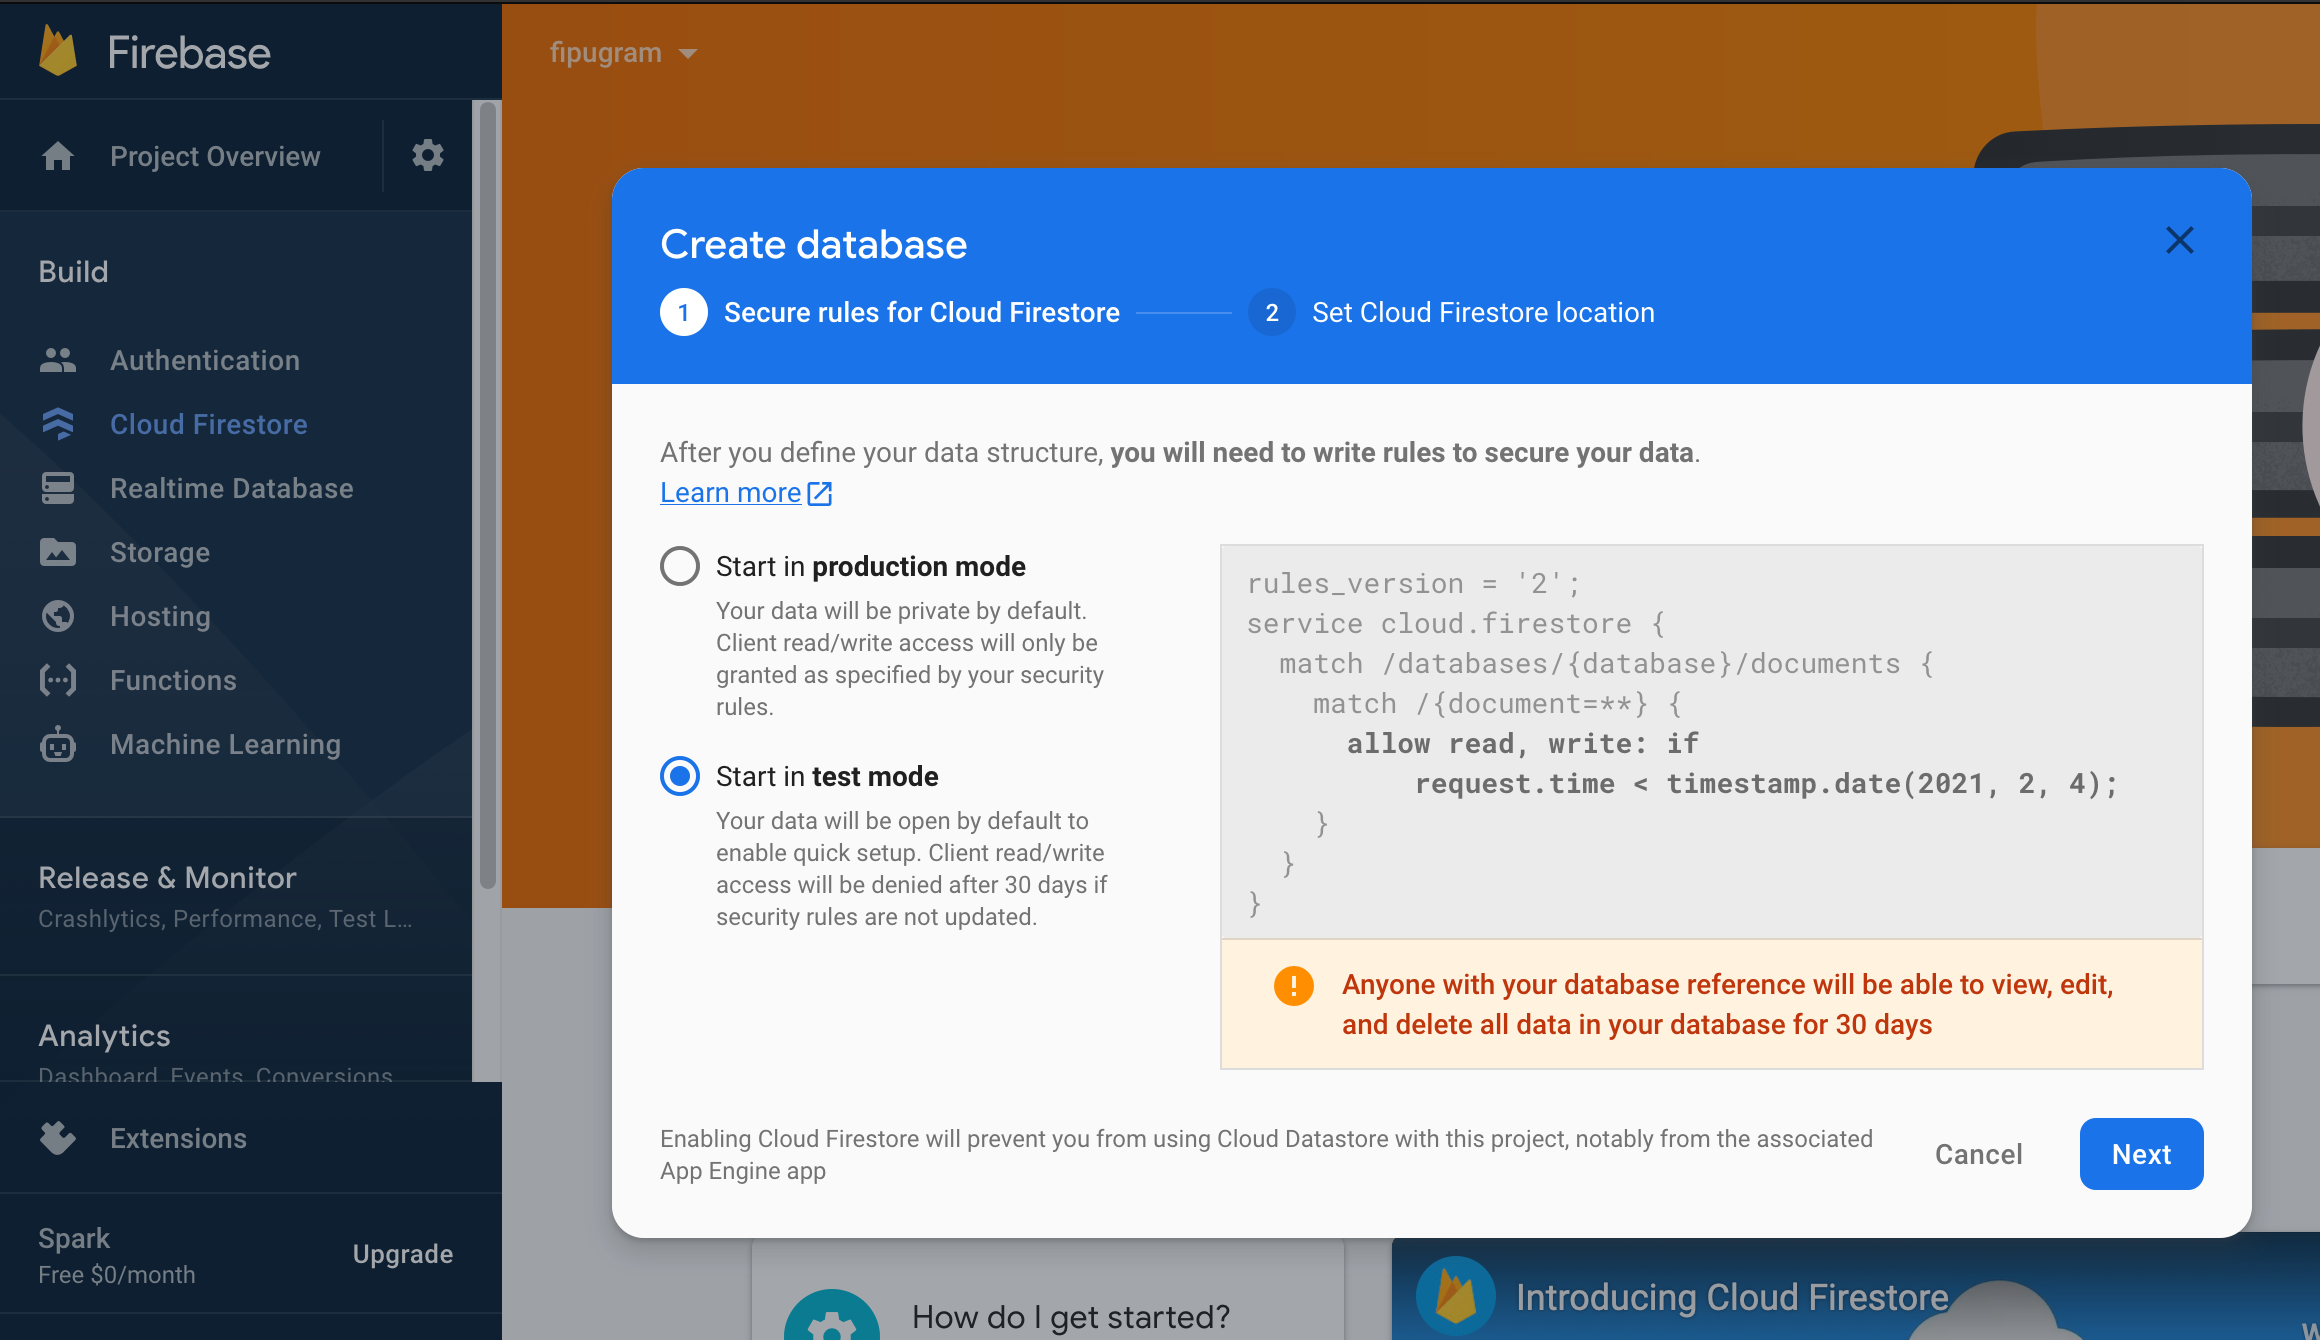 Firebase
fipugram
Project Overview
Build
Authentication
Cloud Firestore
Realtime Database
Storage
Hosting
Functions
Machine Learning
Release & Monitor
Crashlytics, Performance, Test L...
Analytics
Dashboard, Events, Conversions
Extensions
Spark
Free $0/month
Upgrade
Create database
1 Secure rules for Cloud Firestore
2 Set Cloud Firestore location
After you define your data structure, you will need to write rules to secure your data.
Learn more
Start in production mode
Your data will be private by default.
Client read/write access will only be
granted as specified by your security
rules.
Start in test mode
Your data will be open by default to
enable quick setup. Client read/write
access will be denied after 30 days if
security rules are not updated.
rules_version = '2';
service cloud.firestore {
match /databases/{database}/documents {
match /{document=**} {
allow read, write: if
request.time < timestamp.date(2021, 2, 4);
}
}
}
Anyone with your database reference will be able to view, edit,
and delete all data in your database for 30 days
Enabling Cloud Firestore will prevent you from using Cloud Datastore with this project, notably from the associated
App Engine app
Cancel
Next
How do I get started?
Introducing Cloud Firestore